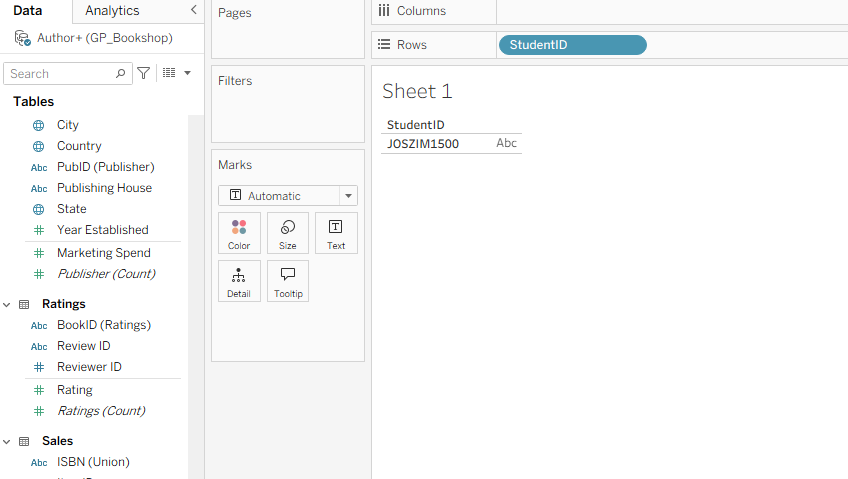 Data
Analytics
Author+ (GP_Bookshop)
Search
Tables
City
Country
Abc PubID (Publisher)
Abc Publishing House
State
# Year Established
# Marketing Spend
# Publisher (Count)
Ratings
Abc BookID (Ratings)
Abc Review ID
# Reviewer ID
# Rating
# Ratings (Count)
Sales
Abc ISBN (Union)
Pages
Filters
Marks
T Automatic
Color
Size
T Text
Detail
Tooltip
Columns
Rows
StudentID
Sheet 1
StudentID
JOSZIM1500 Abc